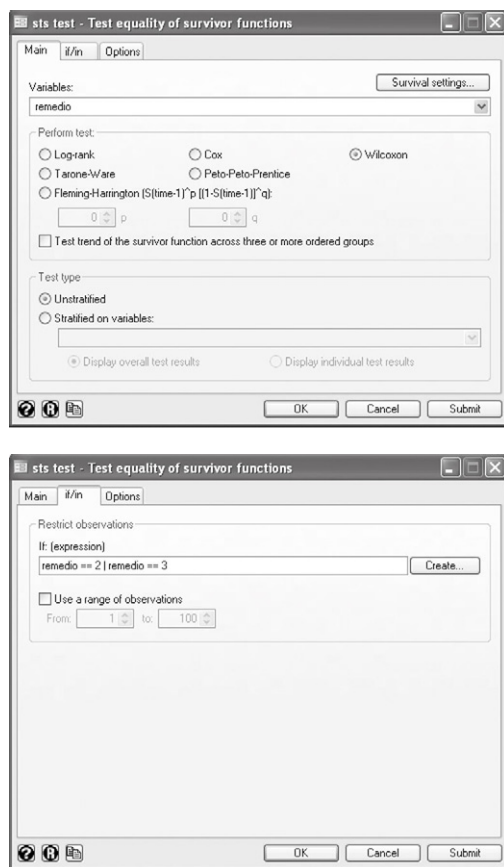 sts test - Test equality of survivor functions
Main if/in Options
Survival settings...
Variables:
remedio
Perform test:
Log-rank Cox Wilcoxon
Tarone-Ware Peto-Peto-Prentice
Fleming-Harrington [S(time-1)^p [(1-S(time-1)]^q):
0 p 0 q
Test trend of the survivor function across three or more ordered groups
Test type
Unstratified
Stratified on variables:
Display overall test results Display individual test results
OK Cancel Submit
sts test - Test equality of survivor functions
Main if/in Options
Restrict observations
If: (expression)
remedio == 2 | remedio == 3 Create...
Use a range of observations
From: 1 to: 100
OK Cancel Submit